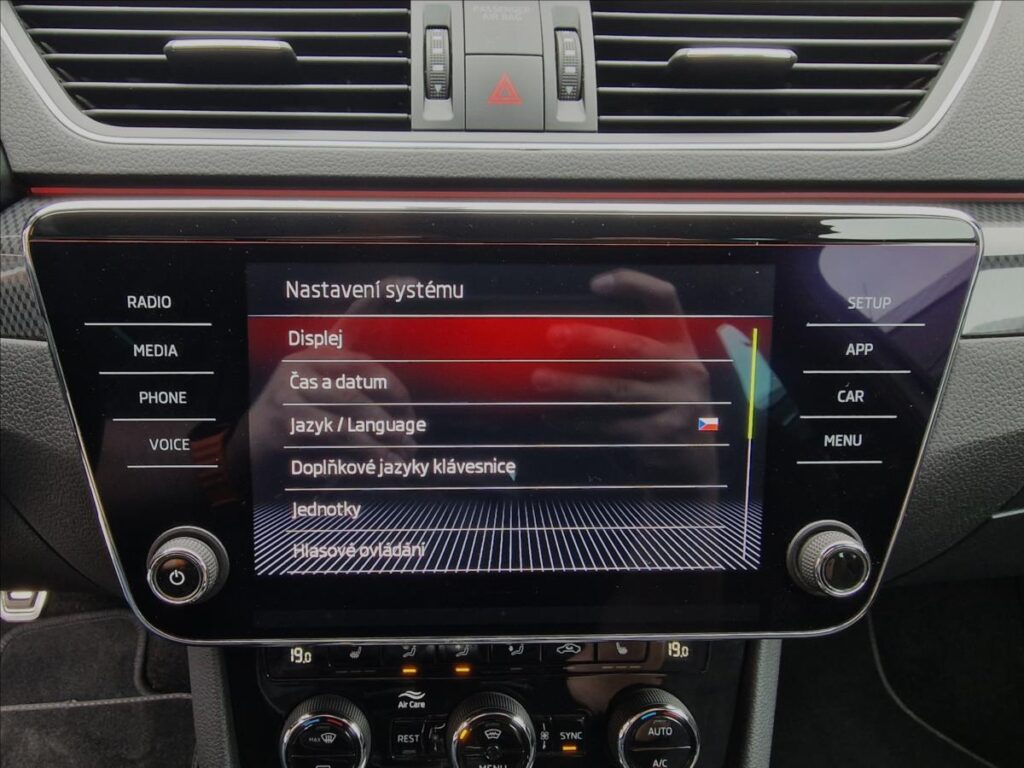 PASSENGER
AIR BAG
Nastavení systému
RADIO
MEDIA
PHONE
VOICE
Displej
Čas a datum
Jazyk / Language
Doplňkové jazyky klávesnice
Jednotky
Hlasové ovládání
SETUP
APP
CAR
MENU
19.0
19.0
Air Care
MAX
REST
MENU
SYNC
AUTO
A/C